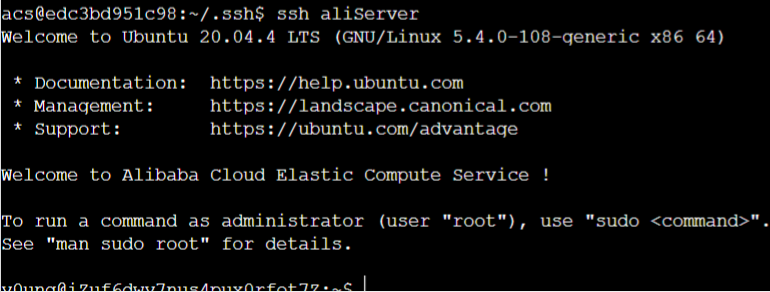 acs@edc3bd951c98:~/.ssh$ ssh aliServer
Welcome to Ubuntu 20.04.4 LTS (GNU/Linux 5.4.0-108-generic x86 64)
* Documentation: https://help.ubuntu.com
* Management: https://landscape.canonical.com
* Support: https://ubuntu.com/advantage
Welcome to Alibaba Cloud Elastic Compute Service !
To run a command as administrator (user "root"), use "sudo <command>".
See "man sudo root" for details.